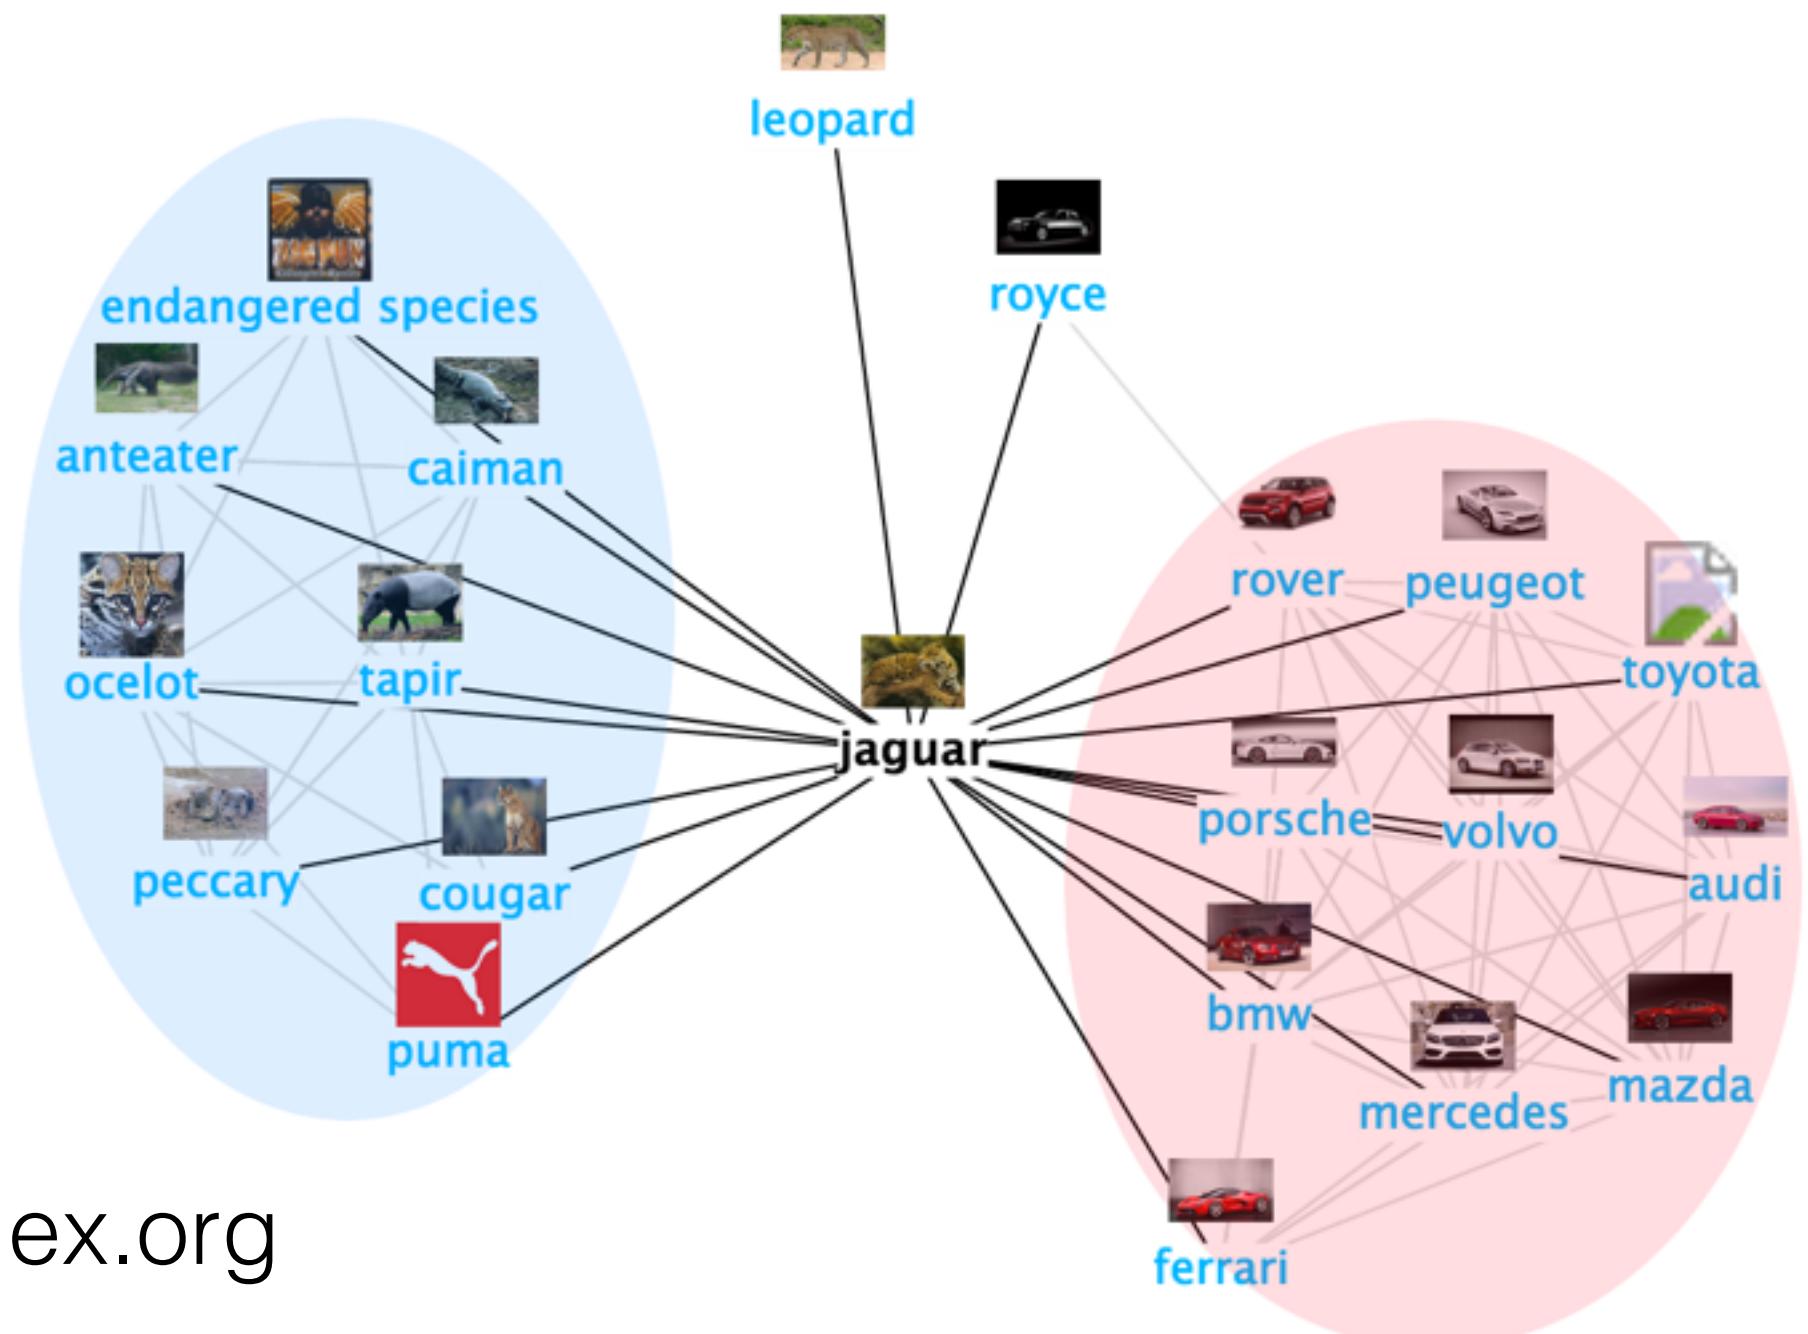 leopard
royce
endangered species
anteater
caiman
rover
peugeot
toyota
ocelot
tapir
jaguar
porsche
volvo
audi
peccary
cougar
bmw
puma
mercedes
mazda
ferrari
ex.org